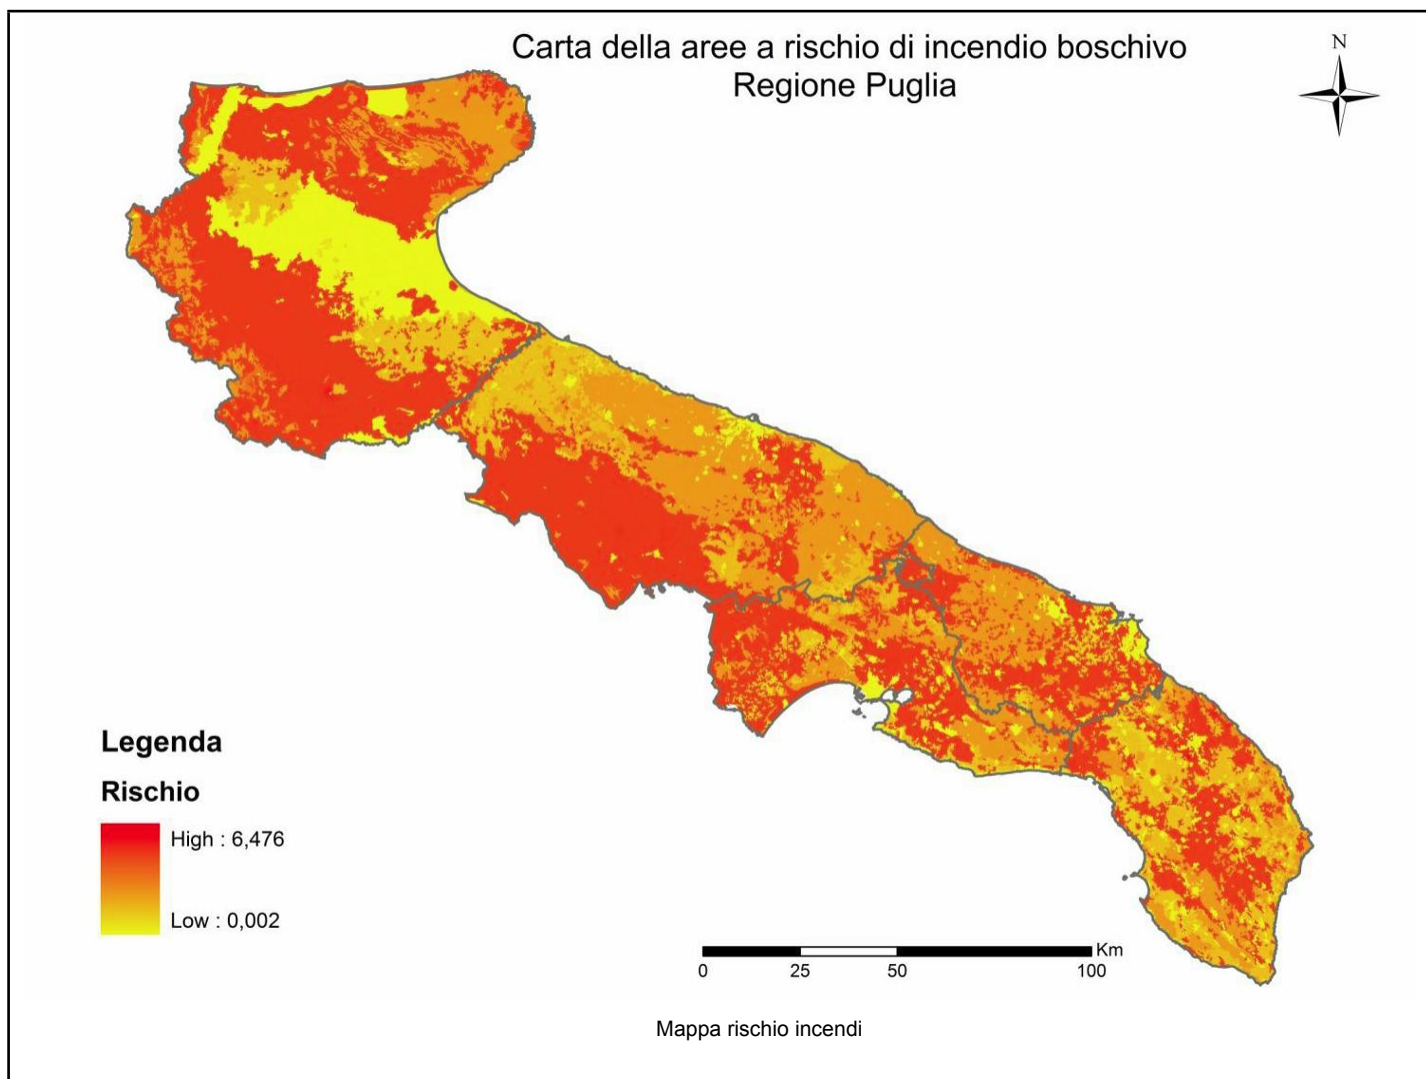 Carta della aree a rischio di incendio boschivo
Regione Puglia
N
Legenda
Rischio
High : 6,476
Low : 0,002
Km
0 25 50 100
Mappa rischio incendi